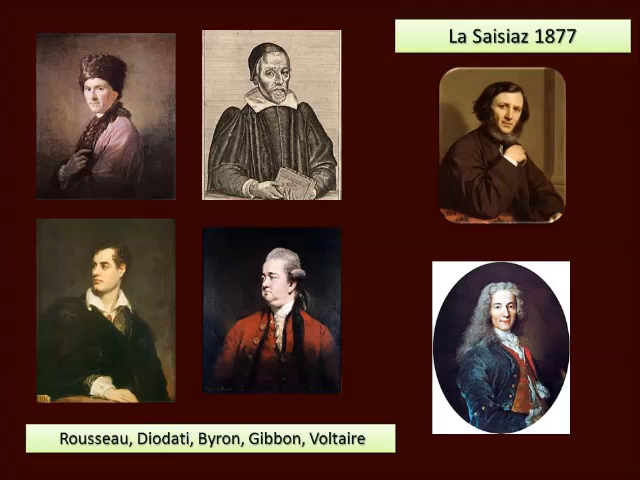 La Saisiaz 1877
Rousseau, Diodati, Byron, Gibbon, Voltaire